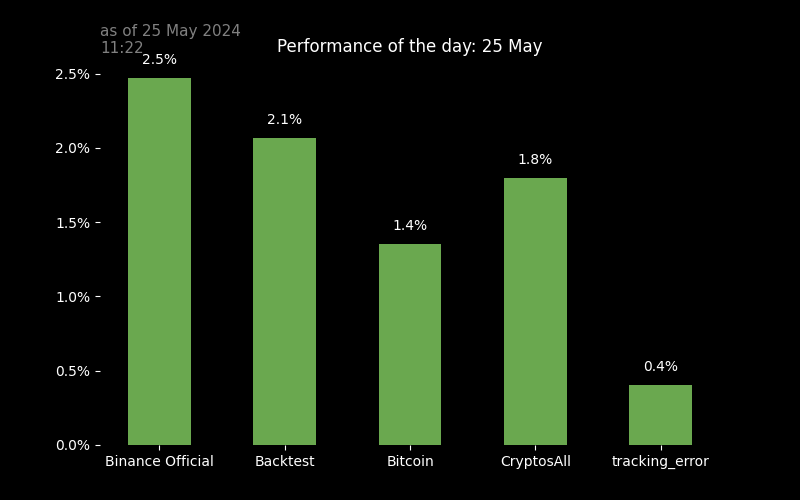 as of 25 May 2024
11:22
Performance of the day: 25 May
2.5%
2.0%
1.5%
1.0%
0.5%
0.0%
2.5%
2.1%
1.4%
1.8%
0.4%
Binance Official
Backtest
Bitcoin
CryptosAll
tracking_error